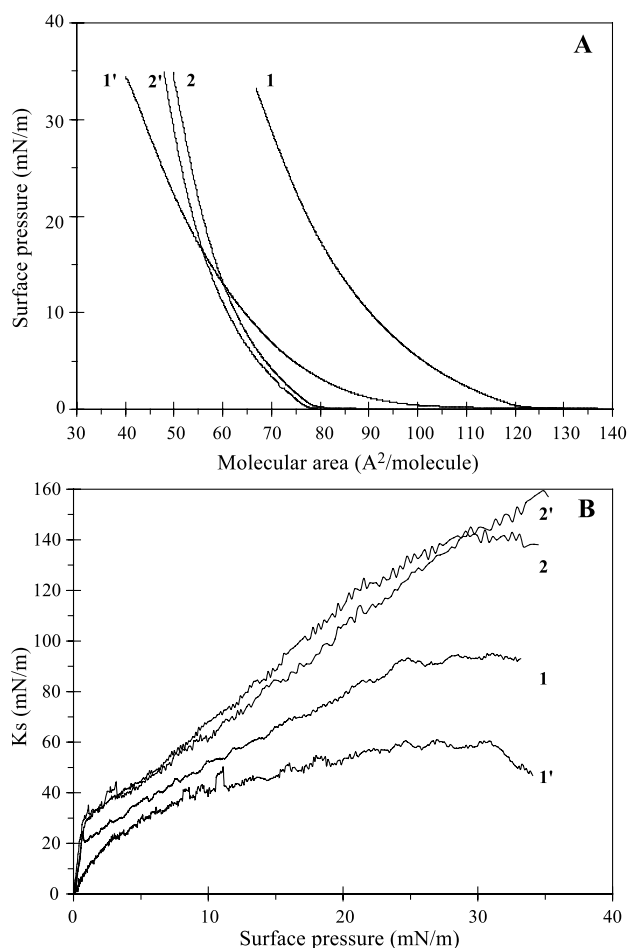 40
A
1'
2'
2
1
30
20
10
0
Surface pressure (mN/m)
30 40 50 60 70 80 90 100 110 120 130 140
Molecular area (A²/molecule)
160
B
2'
140
2
120
100
80
1
60
1'
40
20
0
Ks (mN/m)
0 10 20 30 40
Surface pressure (mN/m)